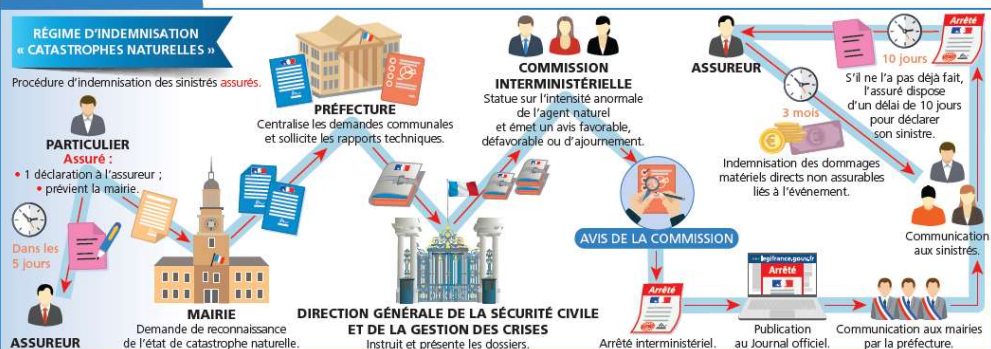 RÉGIME D'INDEMNISATION
« CATASTROPHES NATURELLES »
Procédure d'indemnisation des sinistrés assurés.
PARTICULIER
Assuré :
• 1 déclaration à l'assureur ;
• prévient la mairie.
Dans les
5 jours
ASSUREUR
MAIRIE
Demande de reconnaissance
de l'état de catastrophe naturelle.
PRÉFECTURE
Centralise les demandes communales
et sollicite les rapports techniques.
DIRECTION GÉNÉRALE DE LA SÉCURITÉ CIVILE
ET DE LA GESTION DES CRISES
Instruit et présente les dossiers.
COMMISSION
INTERMINISTÉRIELLE
Statue sur l'intensité anormale
de l'agent naturel
et émet un avis favorable,
défavorable ou d'ajournement.
AVIS DE LA COMMISSION
Arrêté
Arrêté interministériel.
legifrance.gouv.fr
Arrêté
Publication
au Journal officiel.
Communication aux mairies
par la préfecture.
Arrêté
10 jours
S'il ne l'a pas déjà fait,
l'assuré dispose
d'un délai de 10 jours
pour déclarer
son sinistre.
ASSUREUR
3 mois
Indemnisation des dommages
matériels directs non assurables
liés à l'événement.
Communication
aux sinistrés.